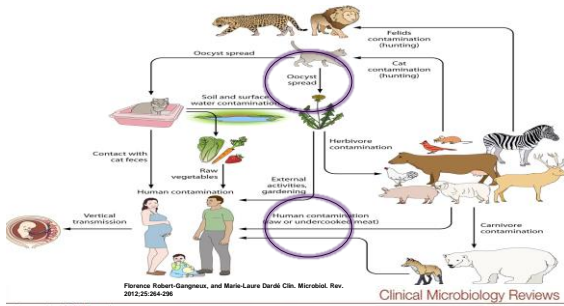 Felids
contamination
(hunting)
Oocyst spread
Cat
contamination
(hunting)
Oocyst
spread
Soil and surface
water contamination
Herbivore
contamination
Contact with
cat feces
Raw
vegetables
External
activities,
gardening
Human contamination
Vertical
transmission
Human contamination
(raw or undercooked meat)
Carnivore
contamination
Florence Robert-Gangneux, and Marie-Laure Dardé Clin. Microbiol. Rev.
2012;25:264-296
Clinical Microbiology Reviews